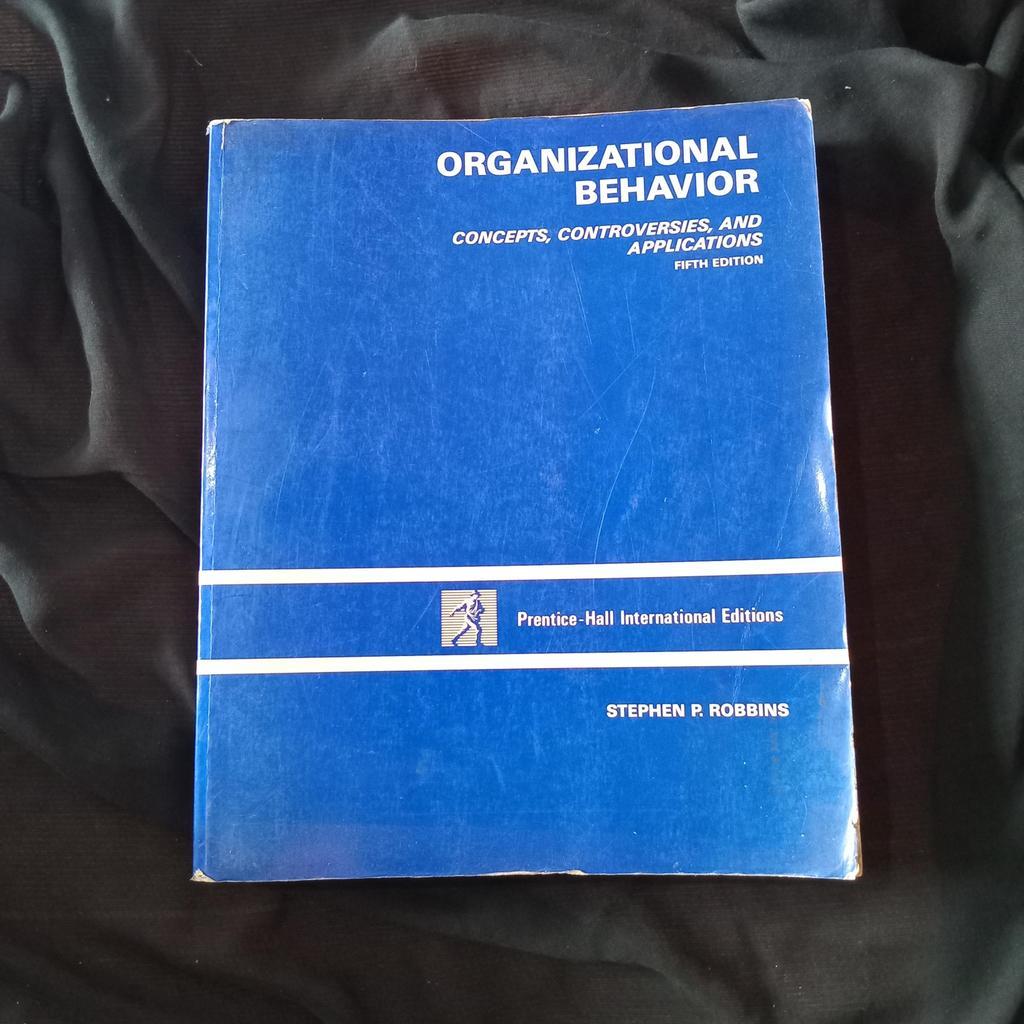 ORGANIZATIONAL
BEHAVIOR
CONCEPTS, CONTROVERSIES, AND
APPLICATIONS
FIFTH EDITION
Prentice-Hall International Editions
STEPHEN P. ROBBINS